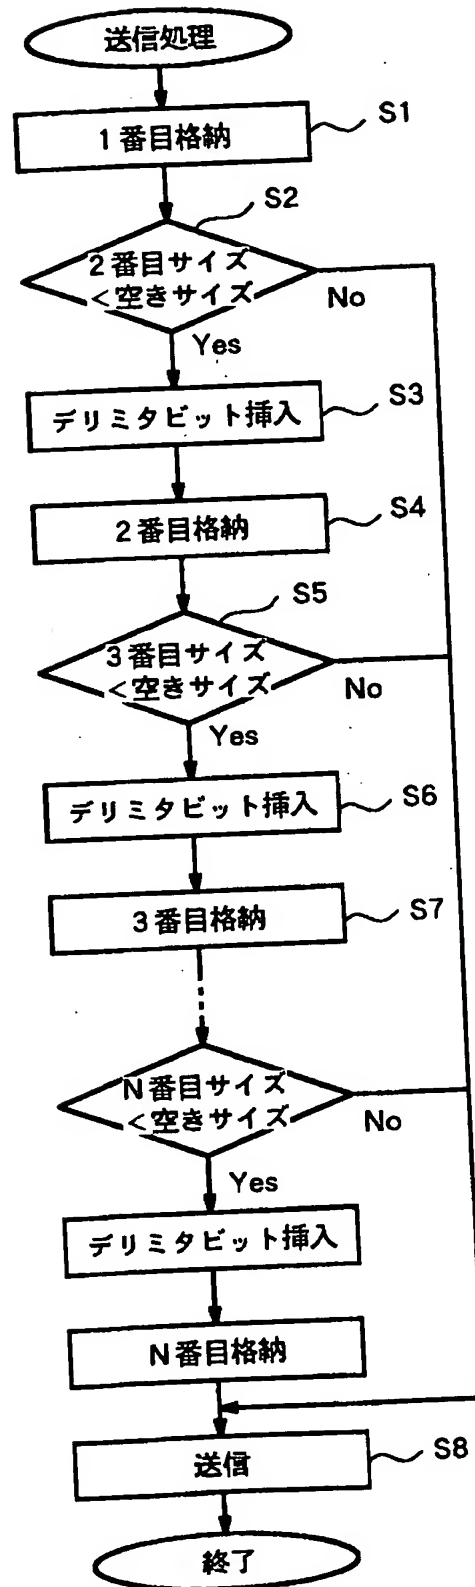 送信処理
1番目格納
S1
S2
2番目サイズ
<空きサイズ
No
Yes
デリミタビット挿入
S3
2番目格納
S4
S5
3番目サイズ
<空きサイズ
No
Yes
デリミタビット挿入
S6
3番目格納
S7
N番目サイズ
<空きサイズ
No
Yes
デリミタビット挿入
N番目格納
送信
S8
終了